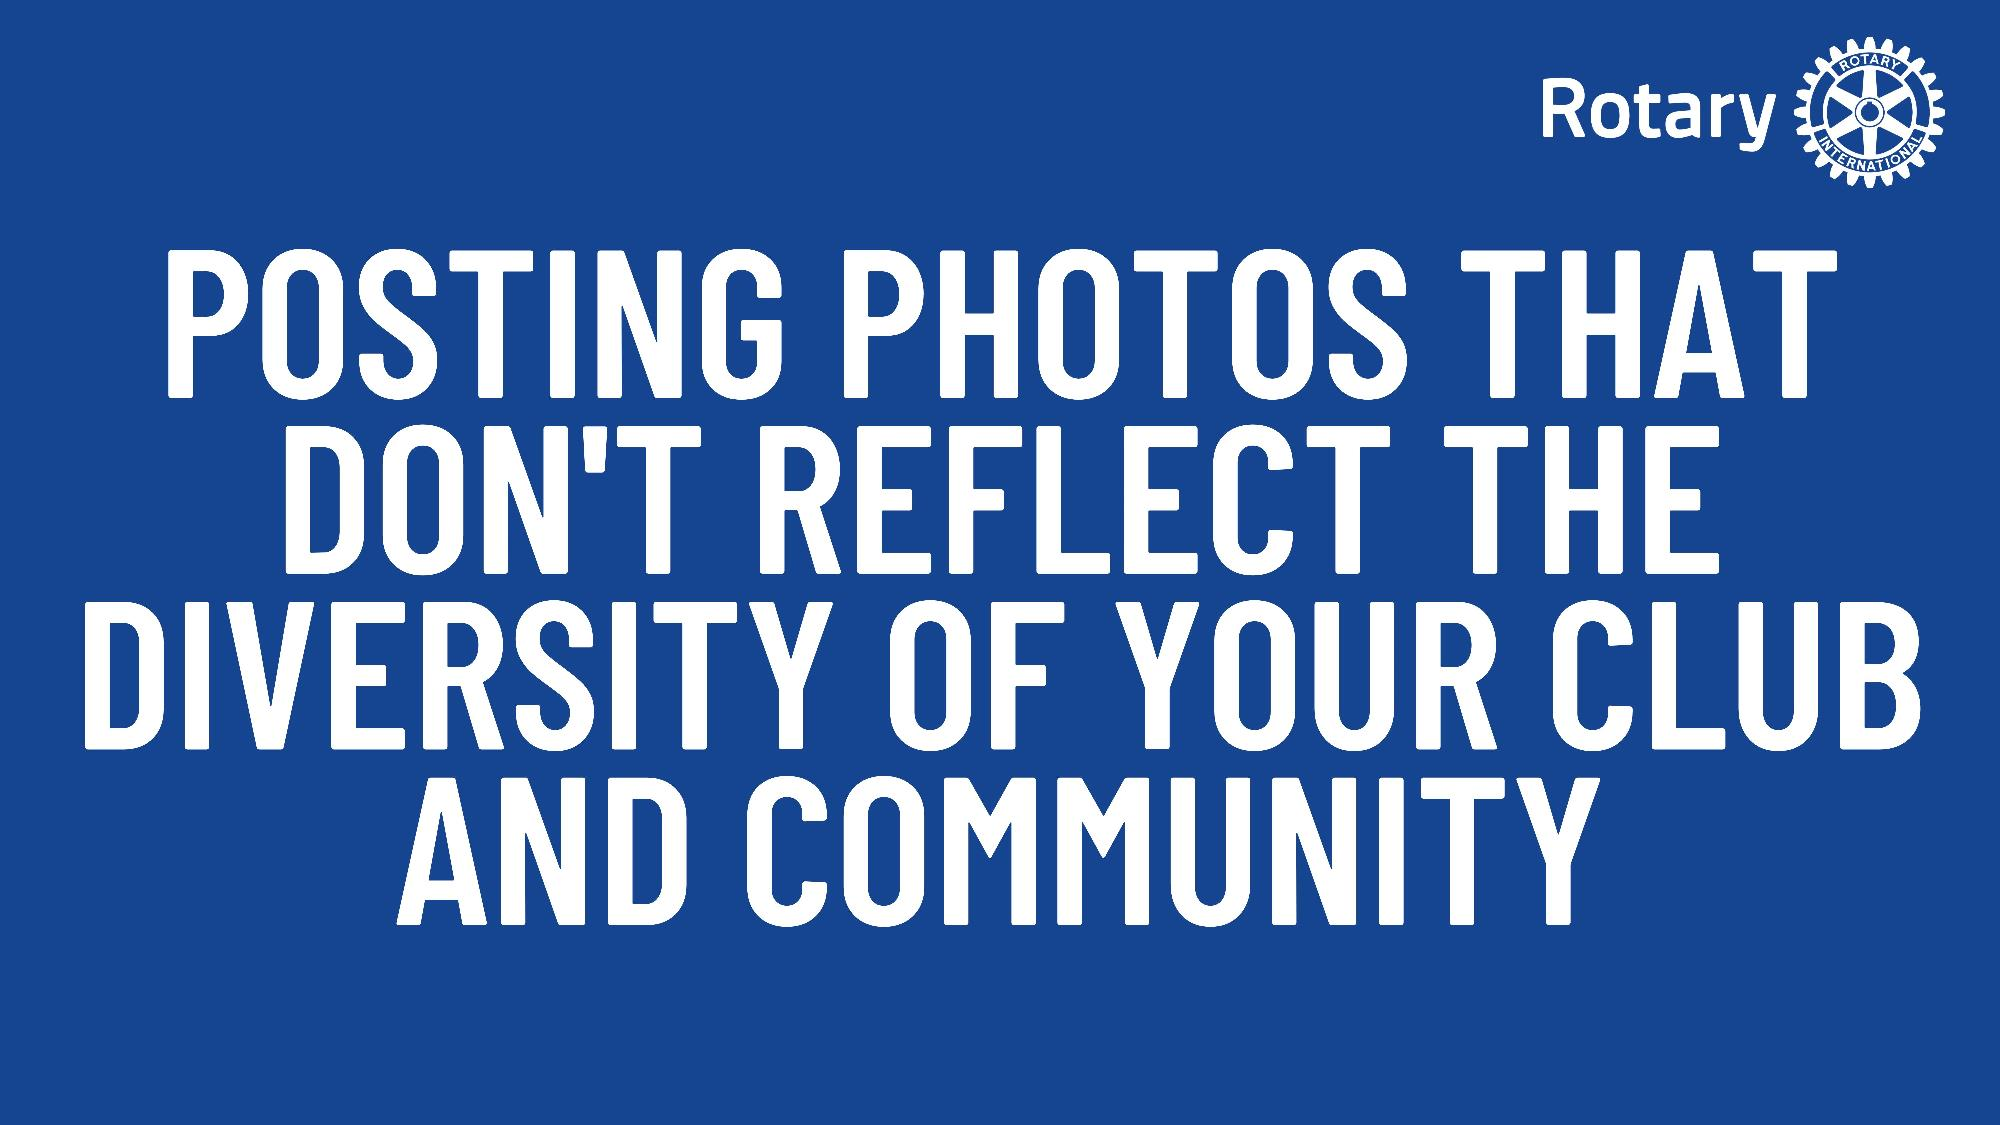 Rotary
ROTARY
INTERNATIONAL
POSTING PHOTOS THAT
DON'T REFLECT THE
DIVERSITY OF YOUR CLUB
AND COMMUNITY